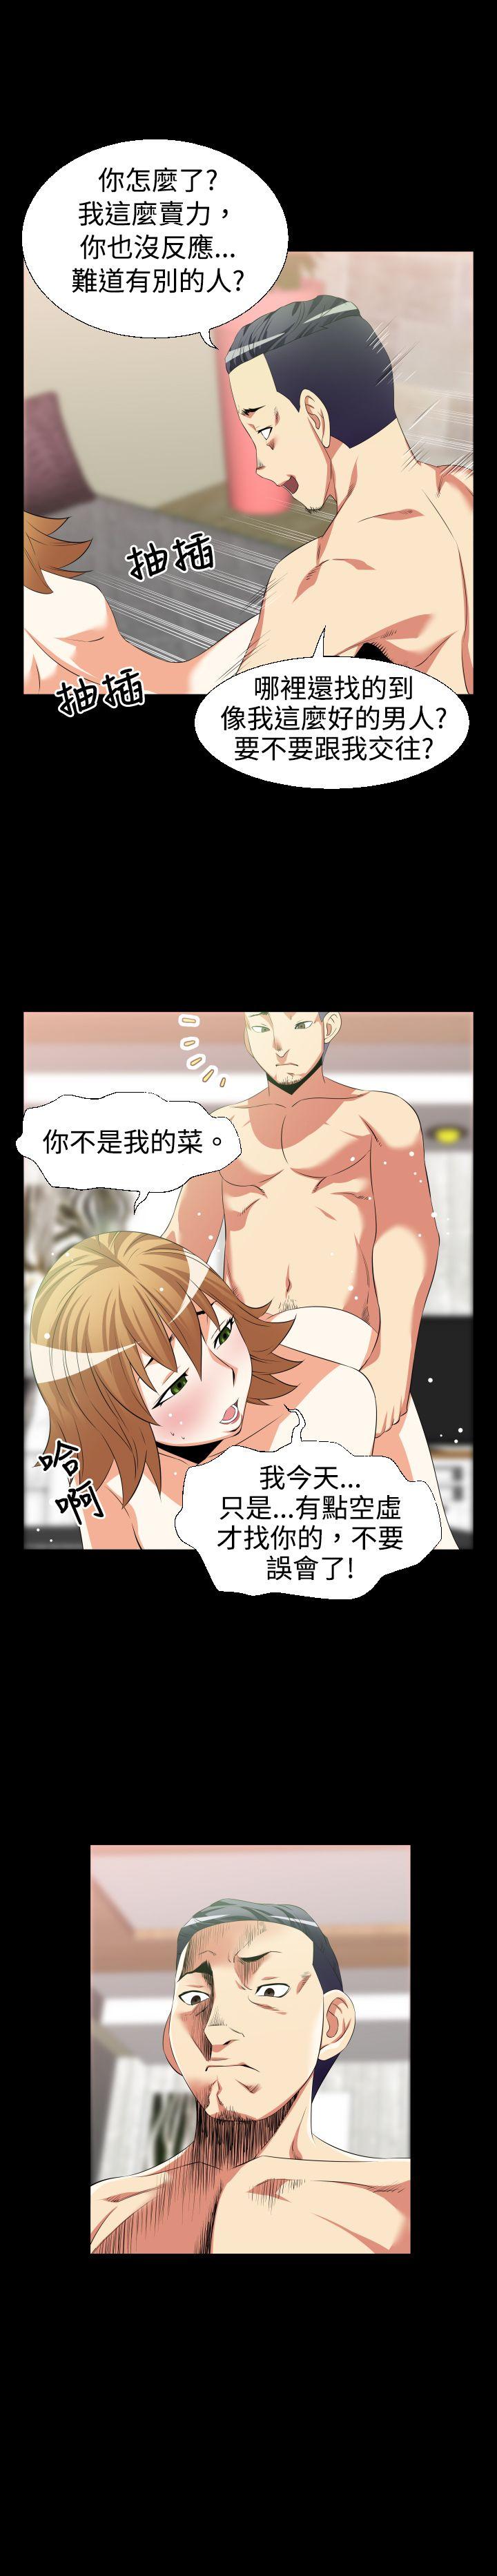 你怎麼了?
我這麼賣力，
你也沒反應...
難道有別的人?
抽插
抽插
哪裡還找的到
像我這麼好的男人?
要不要跟我交往?
你不是我的菜。
哈
啊
我今天...
只是...有點空虛
才找你的，不要
誤會了!